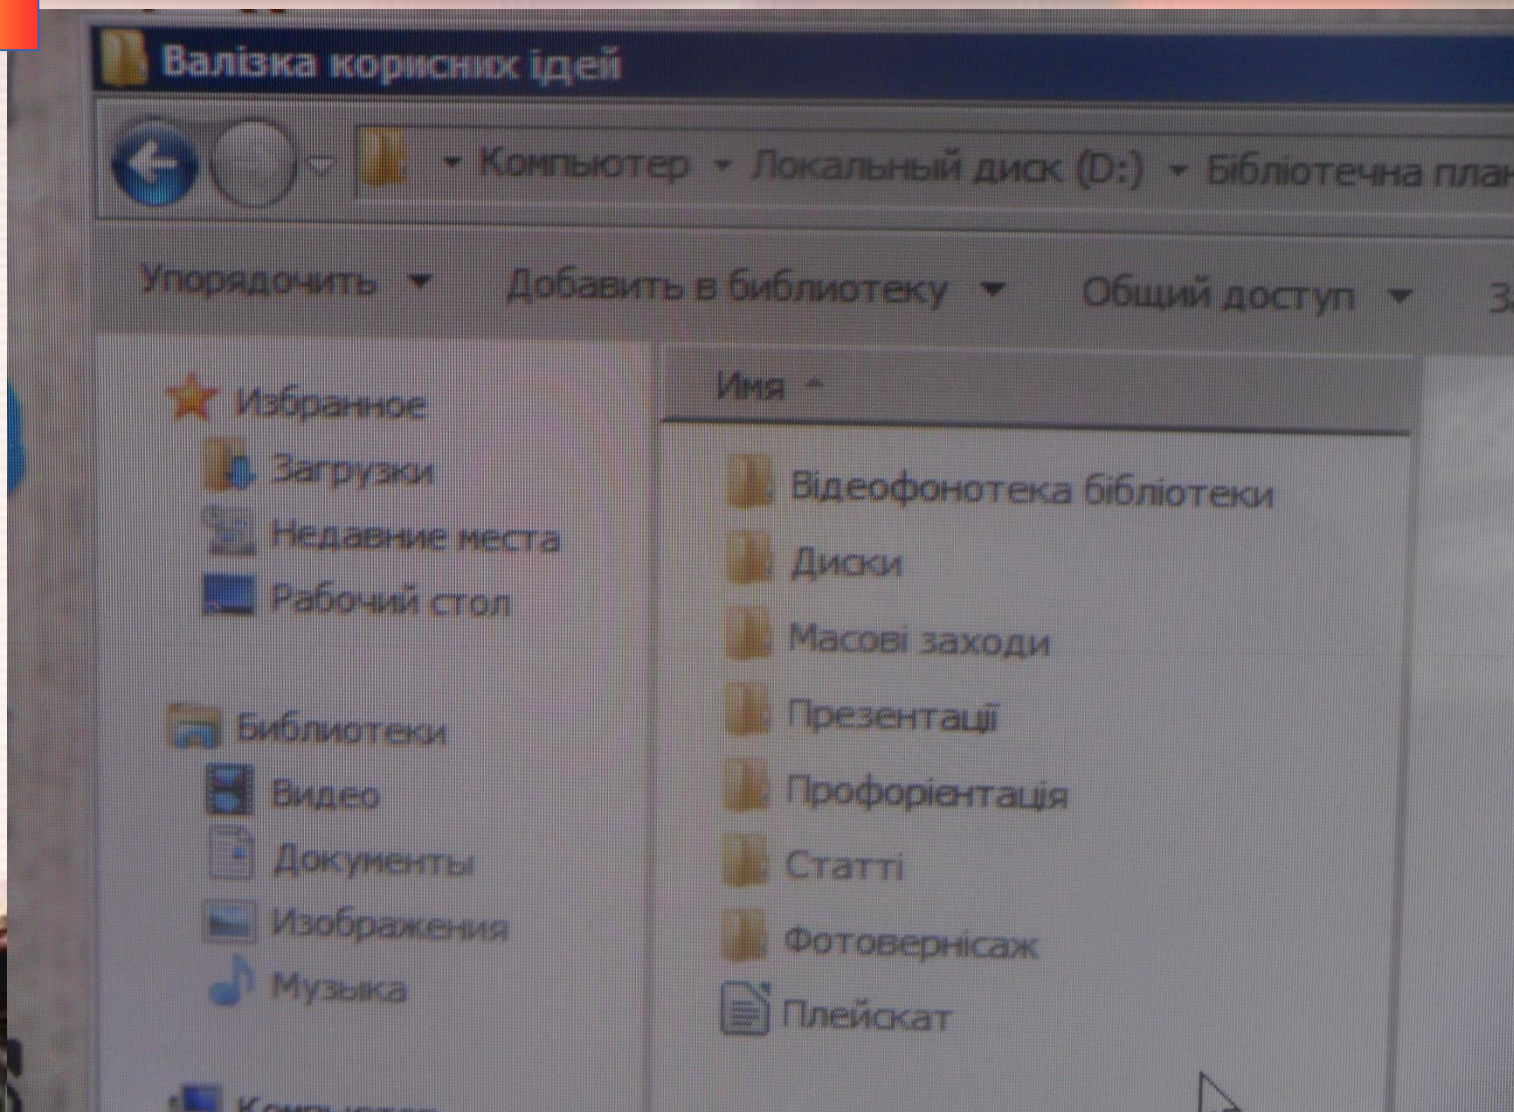 Валізка корисних ідей
Компьютер Локальный диск (D:) Бібліотечна
Упорядочить Добавить в библиотеку Общий доступ
Избранное
Загрузки
Недавние места
Рабочий стол
Библиотеки
Видео
Документы
Изображения
Музыка
Компьютер
Имя
Відеофонотека бібліотеки
Диски
Масові заходи
Презентації
Профорієнтація
Статті
Фотовернісаж
Плейскат